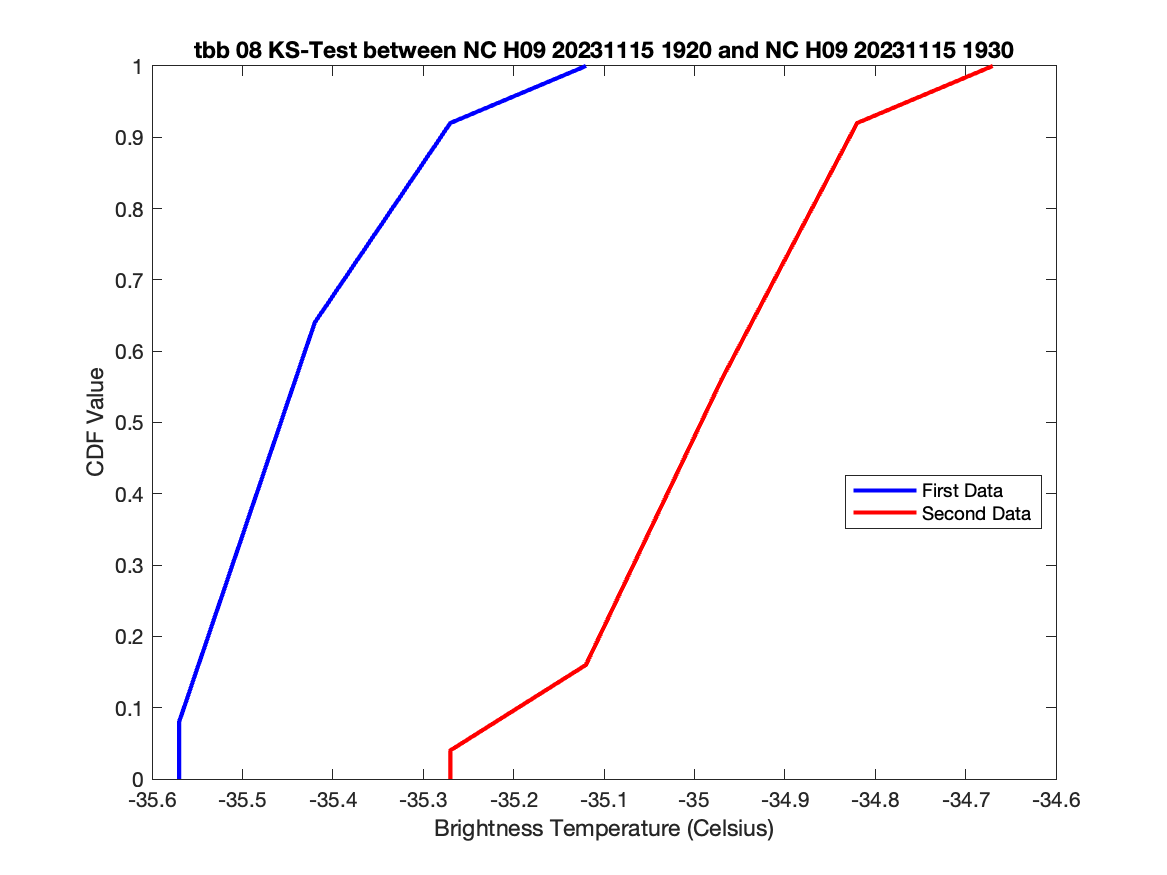 tbb 08 KS-Test between NC H09 20231115 1920 and NC H09 20231115 1930
1
0.9
0.8
0.7
0.6
0.5
0.4
0.3
0.2
0.1
0
CDF Value
First Data
Second Data
-35.6 -35.5 -35.4 -35.3 -35.2 -35.1 -35 -34.9 -34.8 -34.7 -34.6
Brightness Temperature (Celsius)